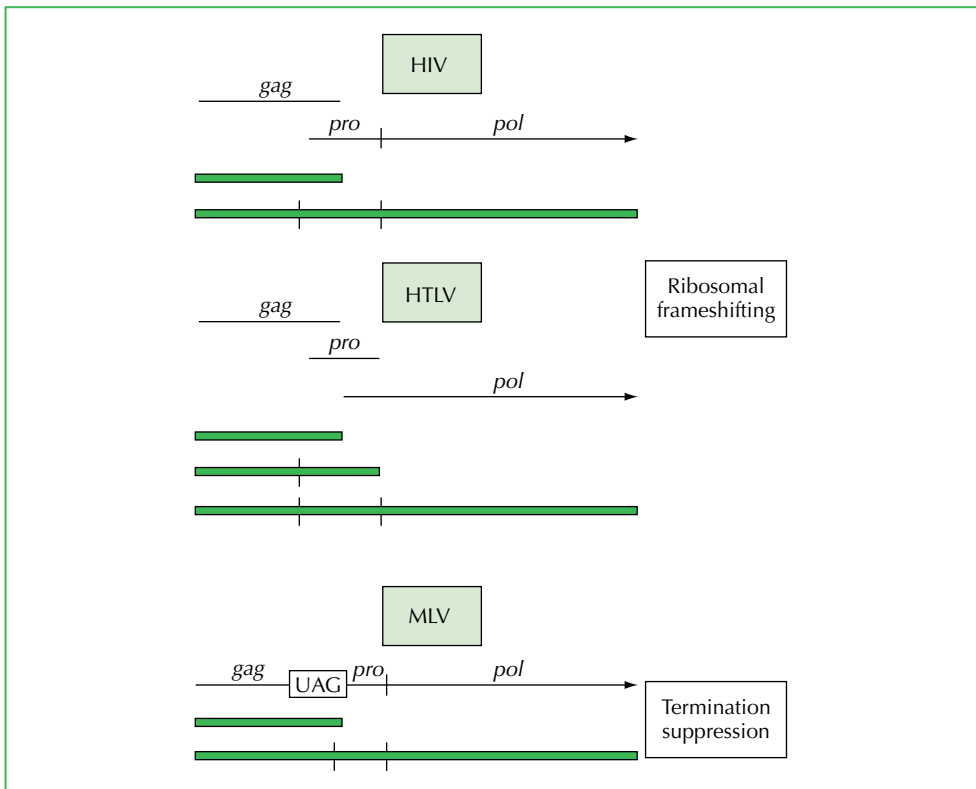 HIV
gag
pro pol
HTLV
gag
Ribosomal
frameshifting
pro
pol
MLV
gag UAG pro pol
Termination
suppression